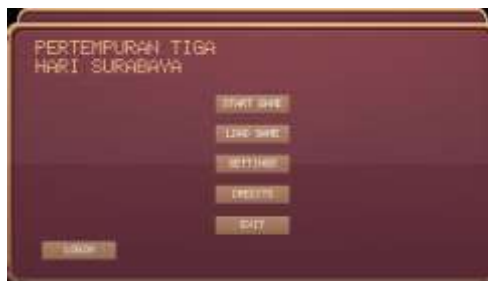 PERTEMPURAN TIGA
HARI SURABAYA
START GAME
LOAD GAME
SETTINGS
CREDITS
EXIT